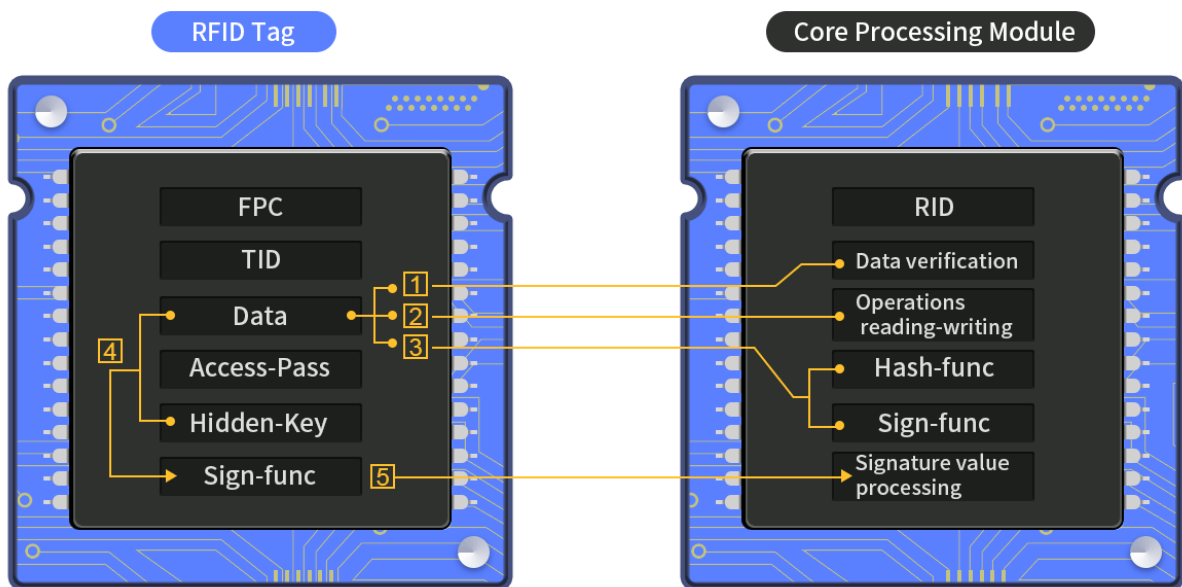 RFID Tag
Core Processing Module
FPC
TID
Data
Access-Pass
Hidden-Key
Sign-func
1
2
3
4
5
RID
Data verification
Operations
reading-writing
Hash-func
Sign-func
Signature value
processing